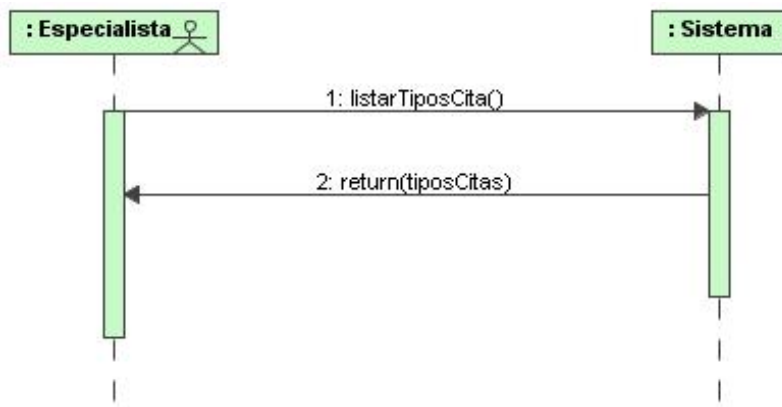 : Especialista
: Sistema
1: listarTiposCita()
2: return(tiposCitas)